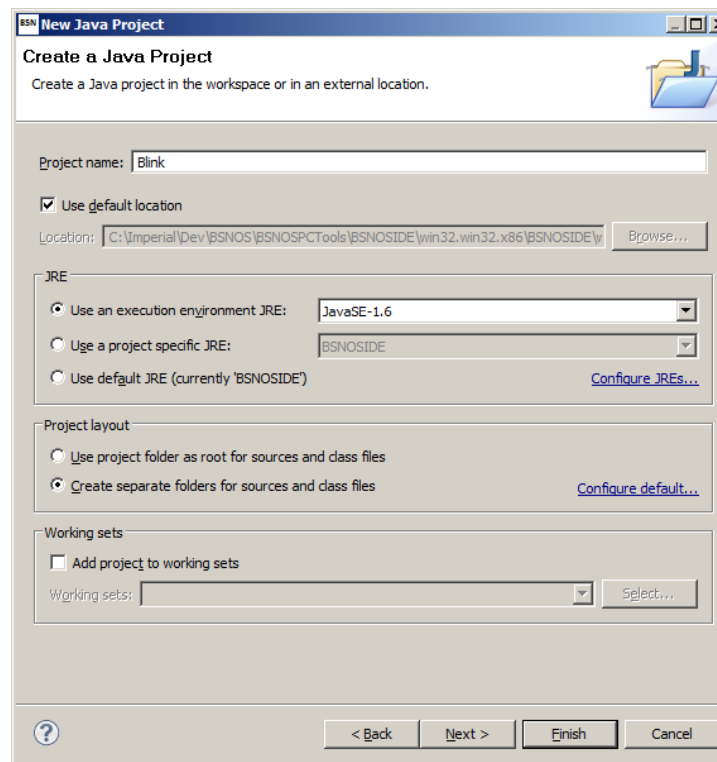 BSN New Java Project
Create a Java Project
Create a Java project in the workspace or in an external location.
Project name: Blink
Use default location
Location: C:\Imperial\Dev\BSNOS\BSNOSPCTools\BSNOSIDE\win32.win32.x86\BSNOSIDE\w Browse...
JRE
Use an execution environment JRE: JavaSE-1.6
Use a project specific JRE: BSNOSIDE
Use default JRE (currently 'BSNOSIDE') Configure JREs...
Project layout
Use project folder as root for sources and class files
Create separate folders for sources and class files Configure default...
Working sets
Add project to working sets
Working sets: Select...
? < Back Next > Finish Cancel